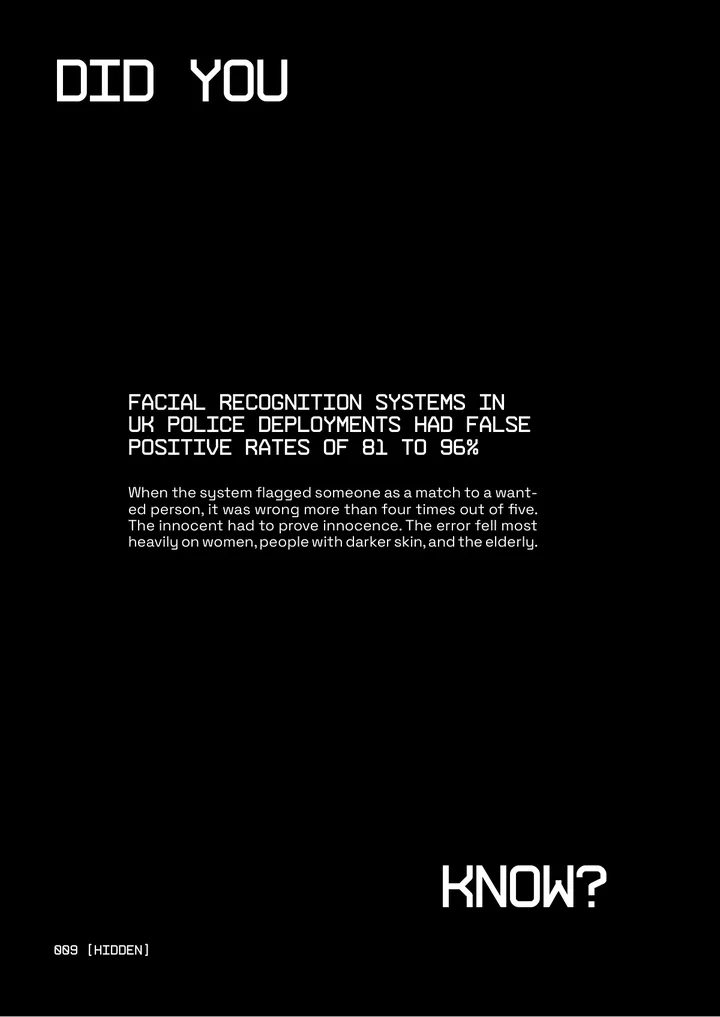 DID YOU
FACIAL RECOGNITION SYSTEMS IN
UK POLICE DEPLOYMENTS HAD FALSE
POSITIVE RATES OF 81 TO 96%
When the system flagged someone as a match to a want-
ed person, it was wrong more than four times out of five.
The innocent had to prove innocence. The error fell most
heavily on women, people with darker skin, and the elderly.
KNOW?
009 [HIDDEN]